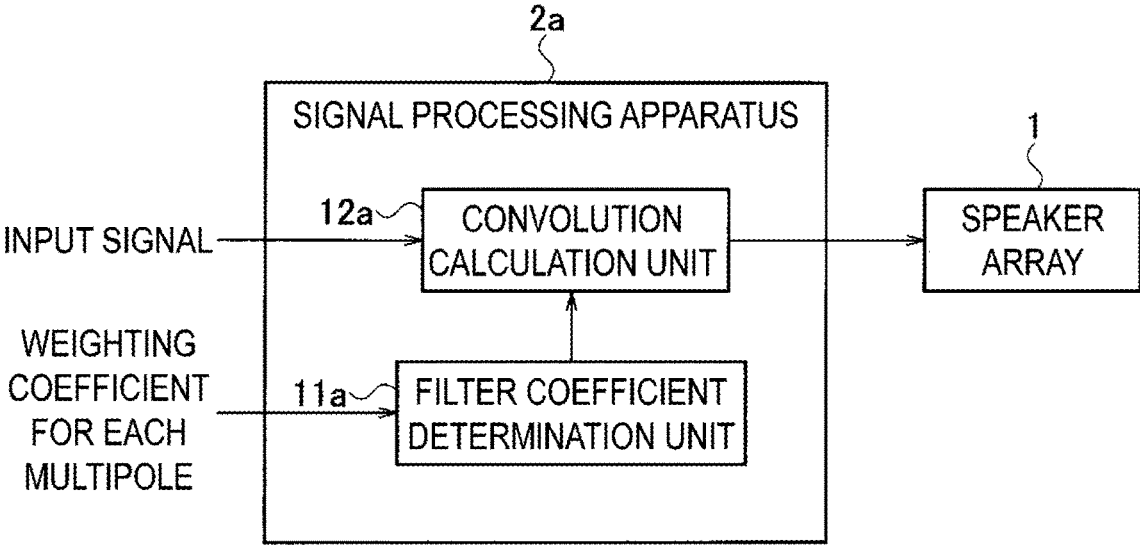 2a
SIGNAL PROCESSING APPARATUS
1
12a
CONVOLUTION
CALCULATION UNIT
SPEAKER
ARRAY
INPUT SIGNAL
WEIGHTING
COEFFICIENT
FOR EACH
MULTIPOLE
11a
FILTER COEFFICIENT
DETERMINATION UNIT